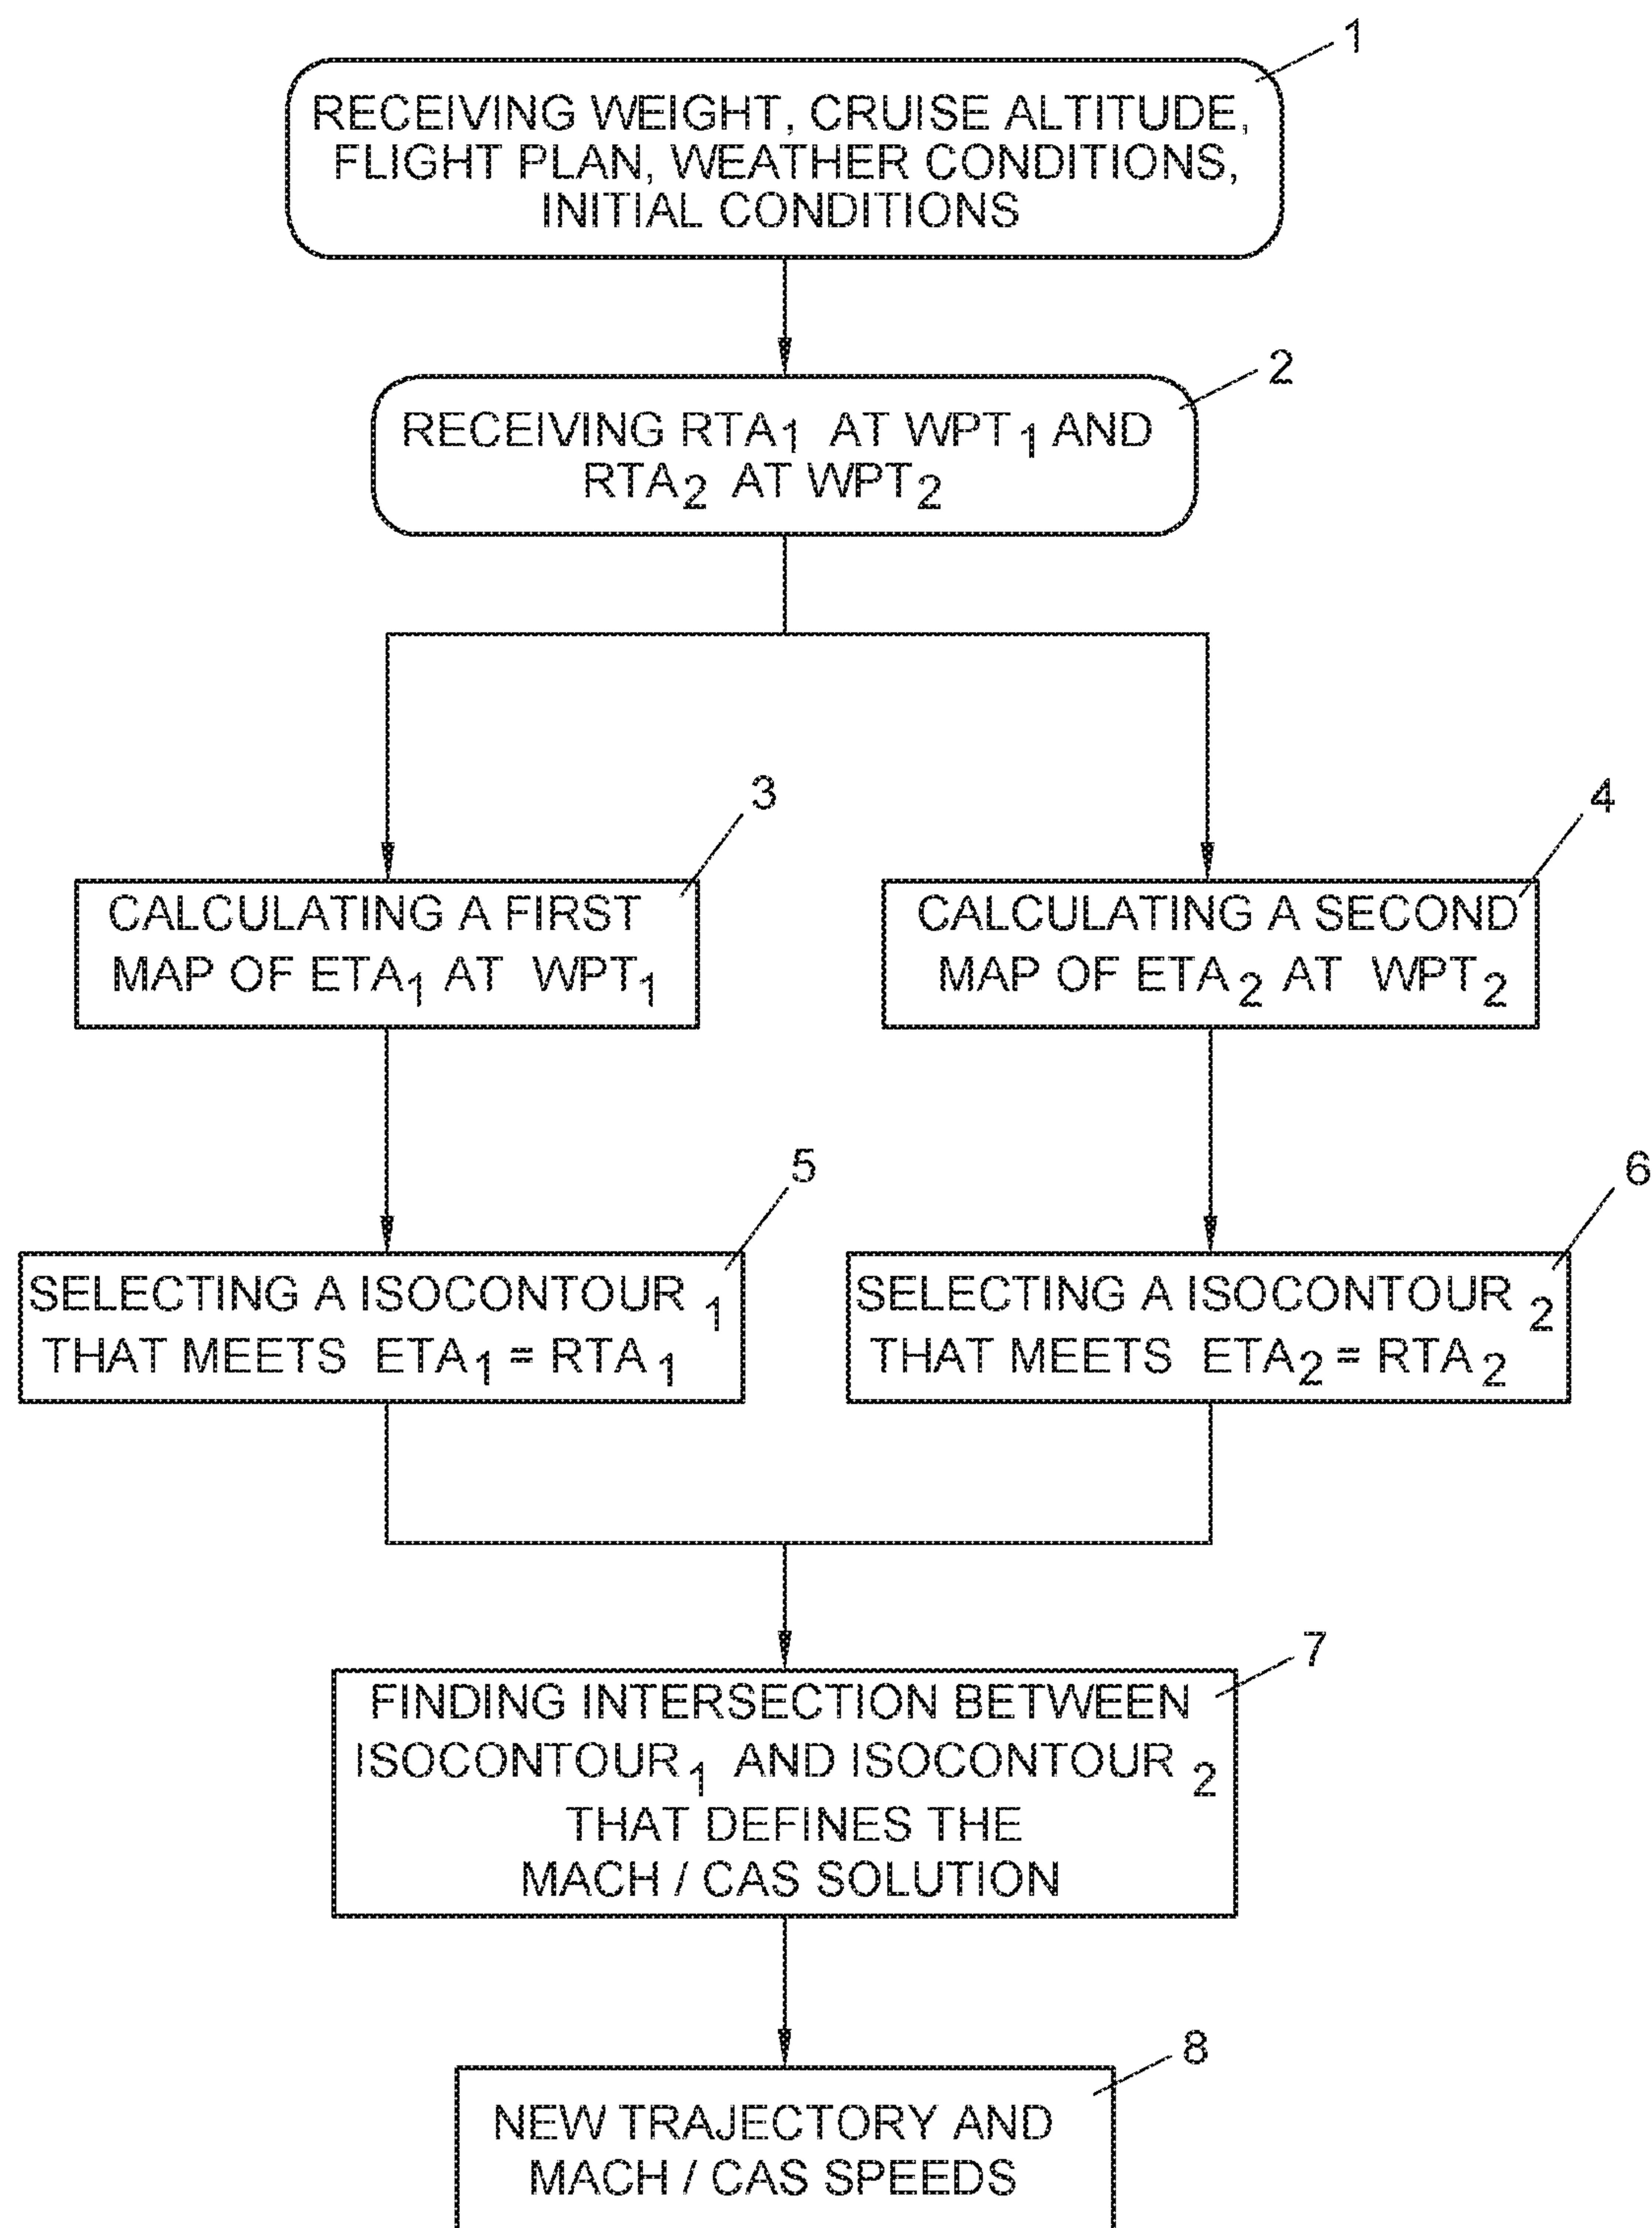 1
RECEIVING WEIGHT, CRUISE ALTITUDE,
FLIGHT PLAN, WEATHER CONDITIONS,
INITIAL CONDITIONS
2
RECEIVING RTA1 AT WPT1 AND
RTA2 AT WPT2
3
CALCULATING A FIRST
MAP OF ETA1 AT WPT1
4
CALCULATING A SECOND
MAP OF ETA2 AT WPT2
5
SELECTING A ISOCONTOUR1
THAT MEETS ETA1 = RTA1
6
SELECTING A ISOCONTOUR2
THAT MEETS ETA2 = RTA2
7
FINDING INTERSECTION BETWEEN
ISOCONTOUR1 AND ISOCONTOUR2
THAT DEFINES THE
MACH / CAS SOLUTION
8
NEW TRAJECTORY AND
MACH / CAS SPEEDS